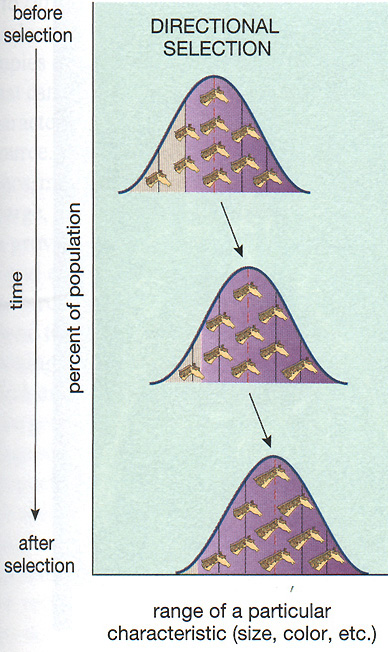 before
selection
DIRECTIONAL
SELECTION
time
percent of population
after
selection
range of a particular
characteristic (size, color, etc.)